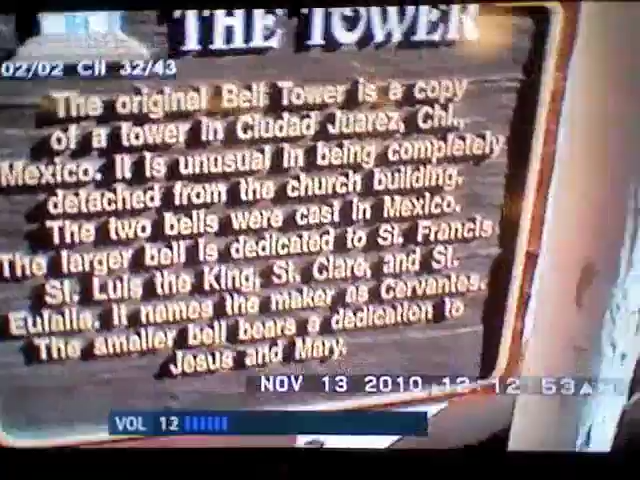 THE TOWER
02/02 CH 32/43
The original Bell Tower is a copy
of a tower in Ciudad Juarez, Chi.,
Mexico. It is unusual in being completely
detached from the church building.
The two bells were cast in Mexico.
The larger bell is dedicated to St. Francis
St. Luis the King, St. Clare, and St.
Eulalia. It names the maker as Cervantes.
The smaller bell bears a dedication to
Jesus and Mary.
NOV 13 2010 12:12:53AM
VOL 12